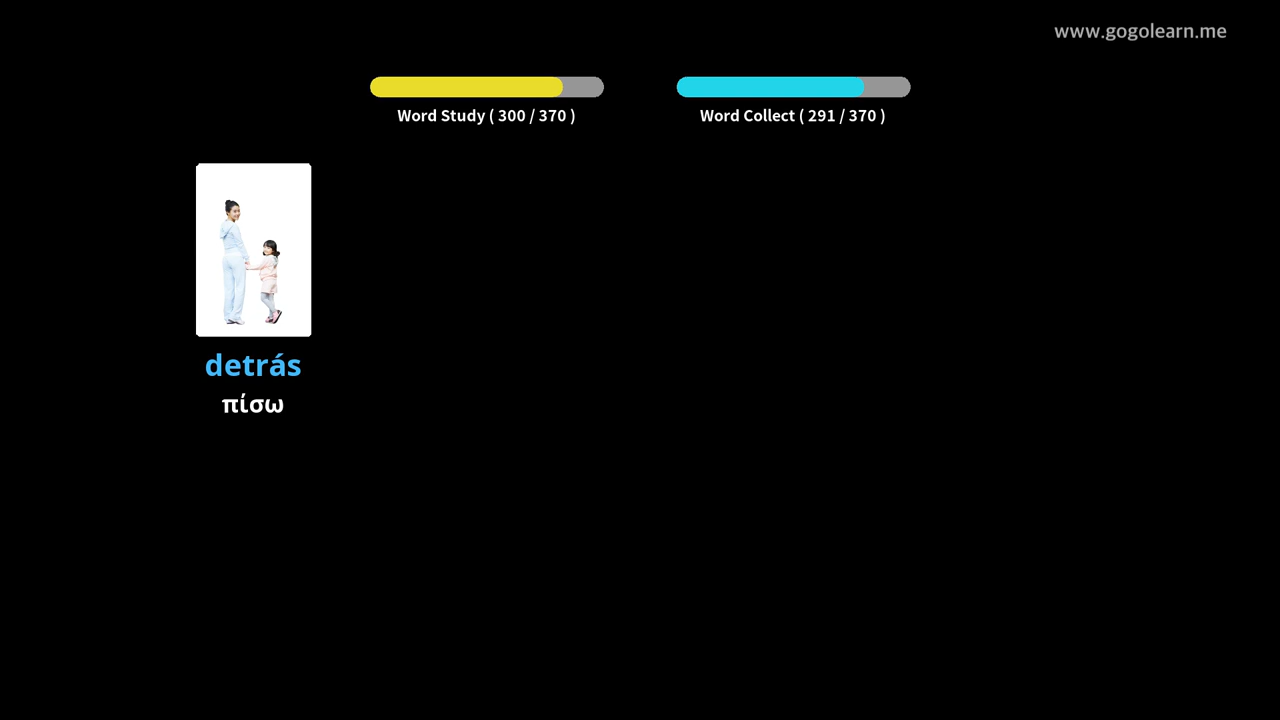 www.gogolearn.me
Word Study ( 300 / 370 )
Word Collect ( 291 / 370 )
detrás
πίσω